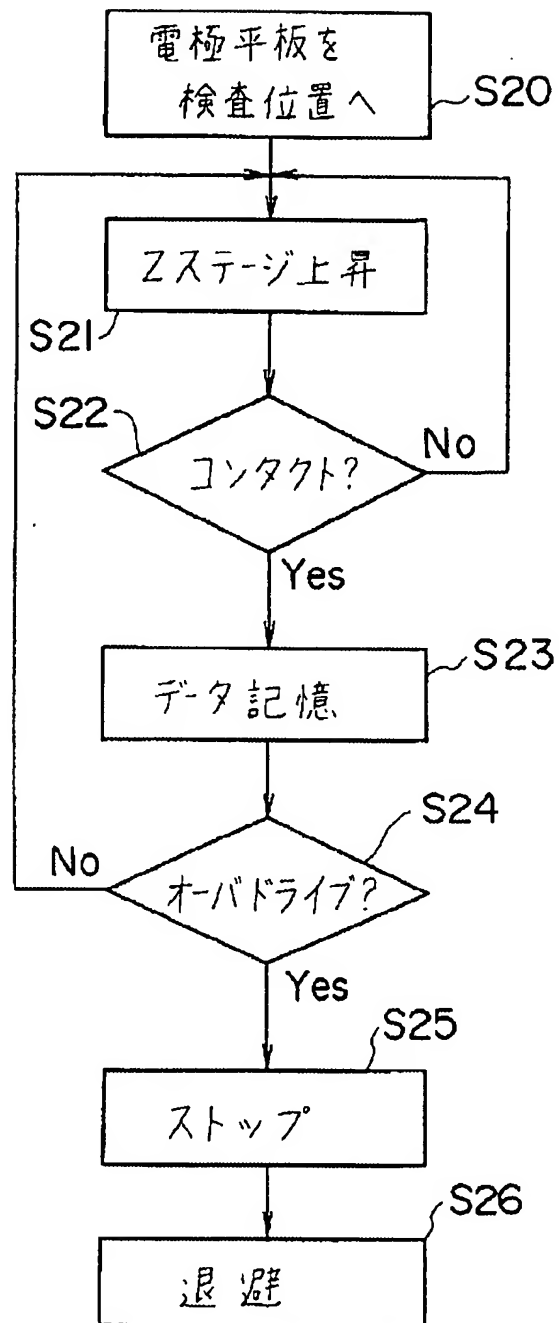 電極平板を
検査位置へ
S20
Zステージ上昇
S21
S22
コンタクト?
No
Yes
S23
データ記憶
S24
No
オーバドライブ?
Yes
S25
ストップ
S26
退避